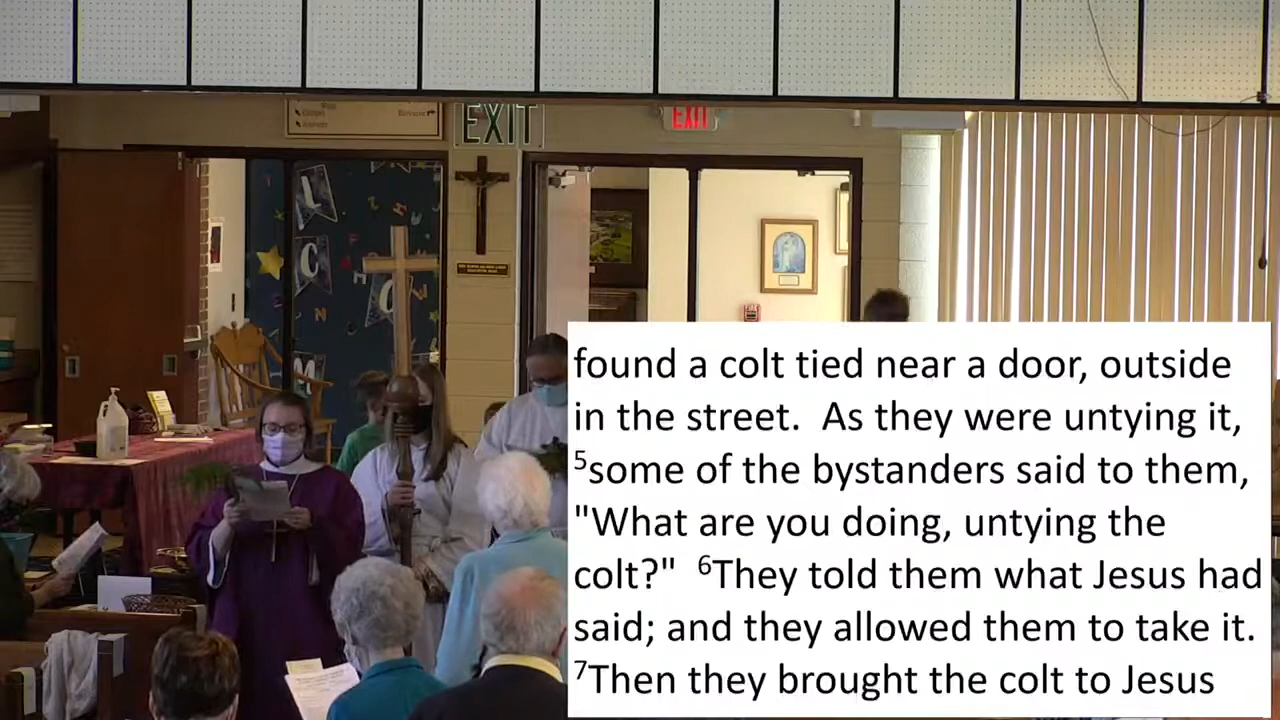 EXIT
EXIT
L
C
O
M
found a colt tied near a door, outside
in the street.  As they were untying it,
⁵some of the bystanders said to them,
"What are you doing, untying the
colt?"  ⁶They told them what Jesus had
said; and they allowed them to take it.
⁷Then they brought the colt to Jesus